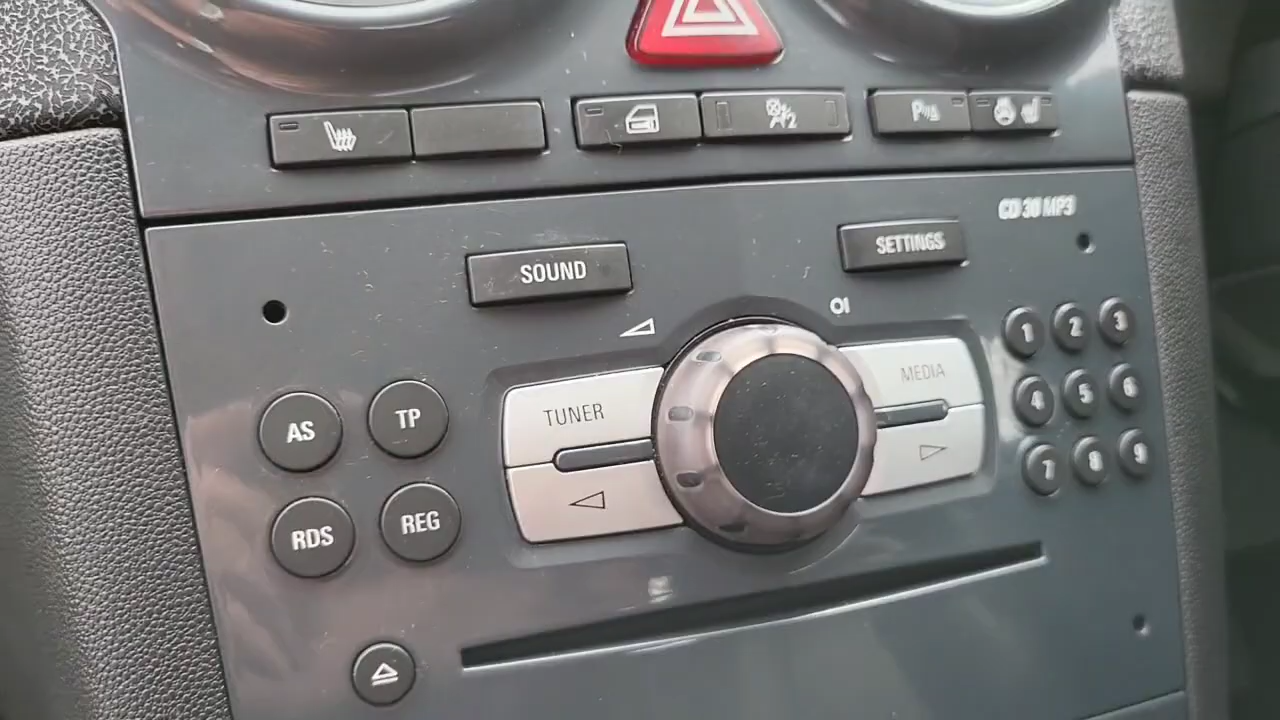 P
2
CD 30 MP3
SOUND
SETTINGS
TUNER
MEDIA
AS
TP
RDS
REG
1 2 3
4 5 6
7 8 9